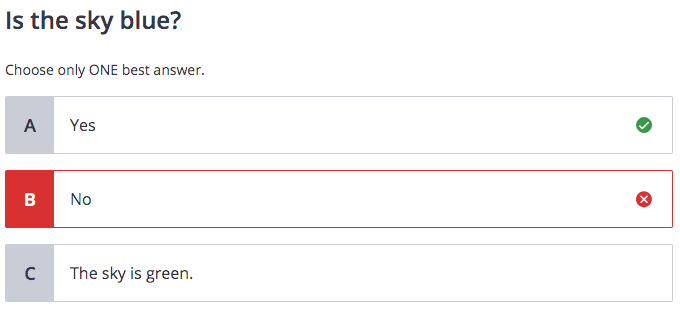 Is the sky blue?
Choose only ONE best answer.
A Yes
B No
C The sky is green.